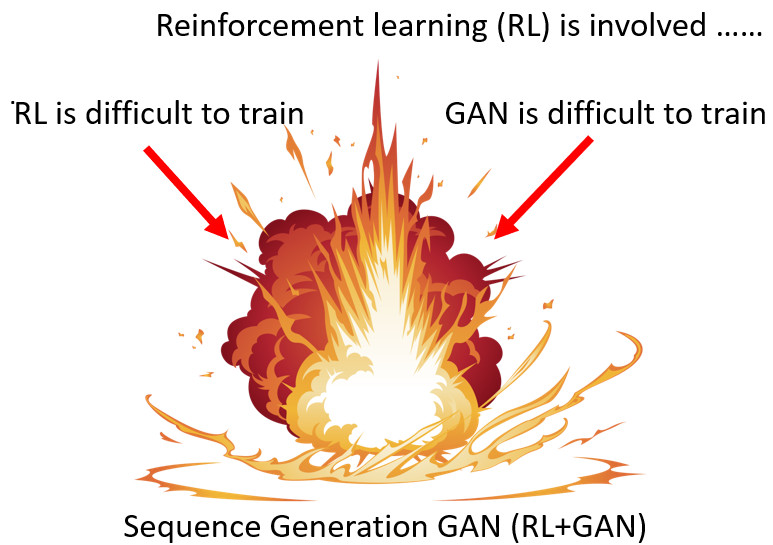 Reinforcement learning (RL) is involved ……
RL is difficult to train
GAN is difficult to train
Sequence Generation GAN (RL+GAN)